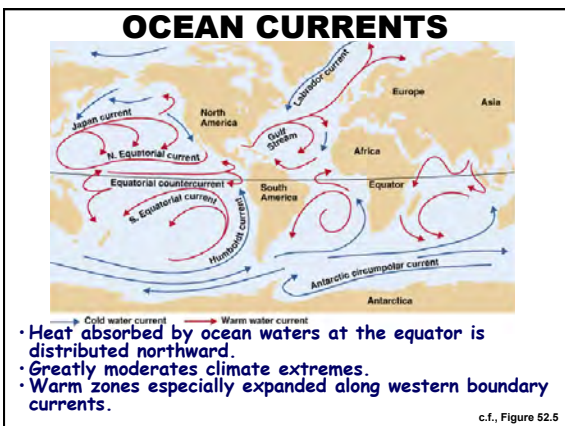 OCEAN CURRENTS
Labrador current
Europe
Asia
North
America
Japan current
Gulf
Stream
Africa
N. Equatorial current
Equatorial countercurrent
South
America
Equator
S. Equatorial current
Humboldt current
Antarctic circumpolar current
Antarctica
Cold water current
Warm water current
· Heat absorbed by ocean waters at the equator is
distributed northward.
· Greatly moderates climate extremes.
· Warm zones especially expanded along western boundary
currents.
c.f., Figure 52.5